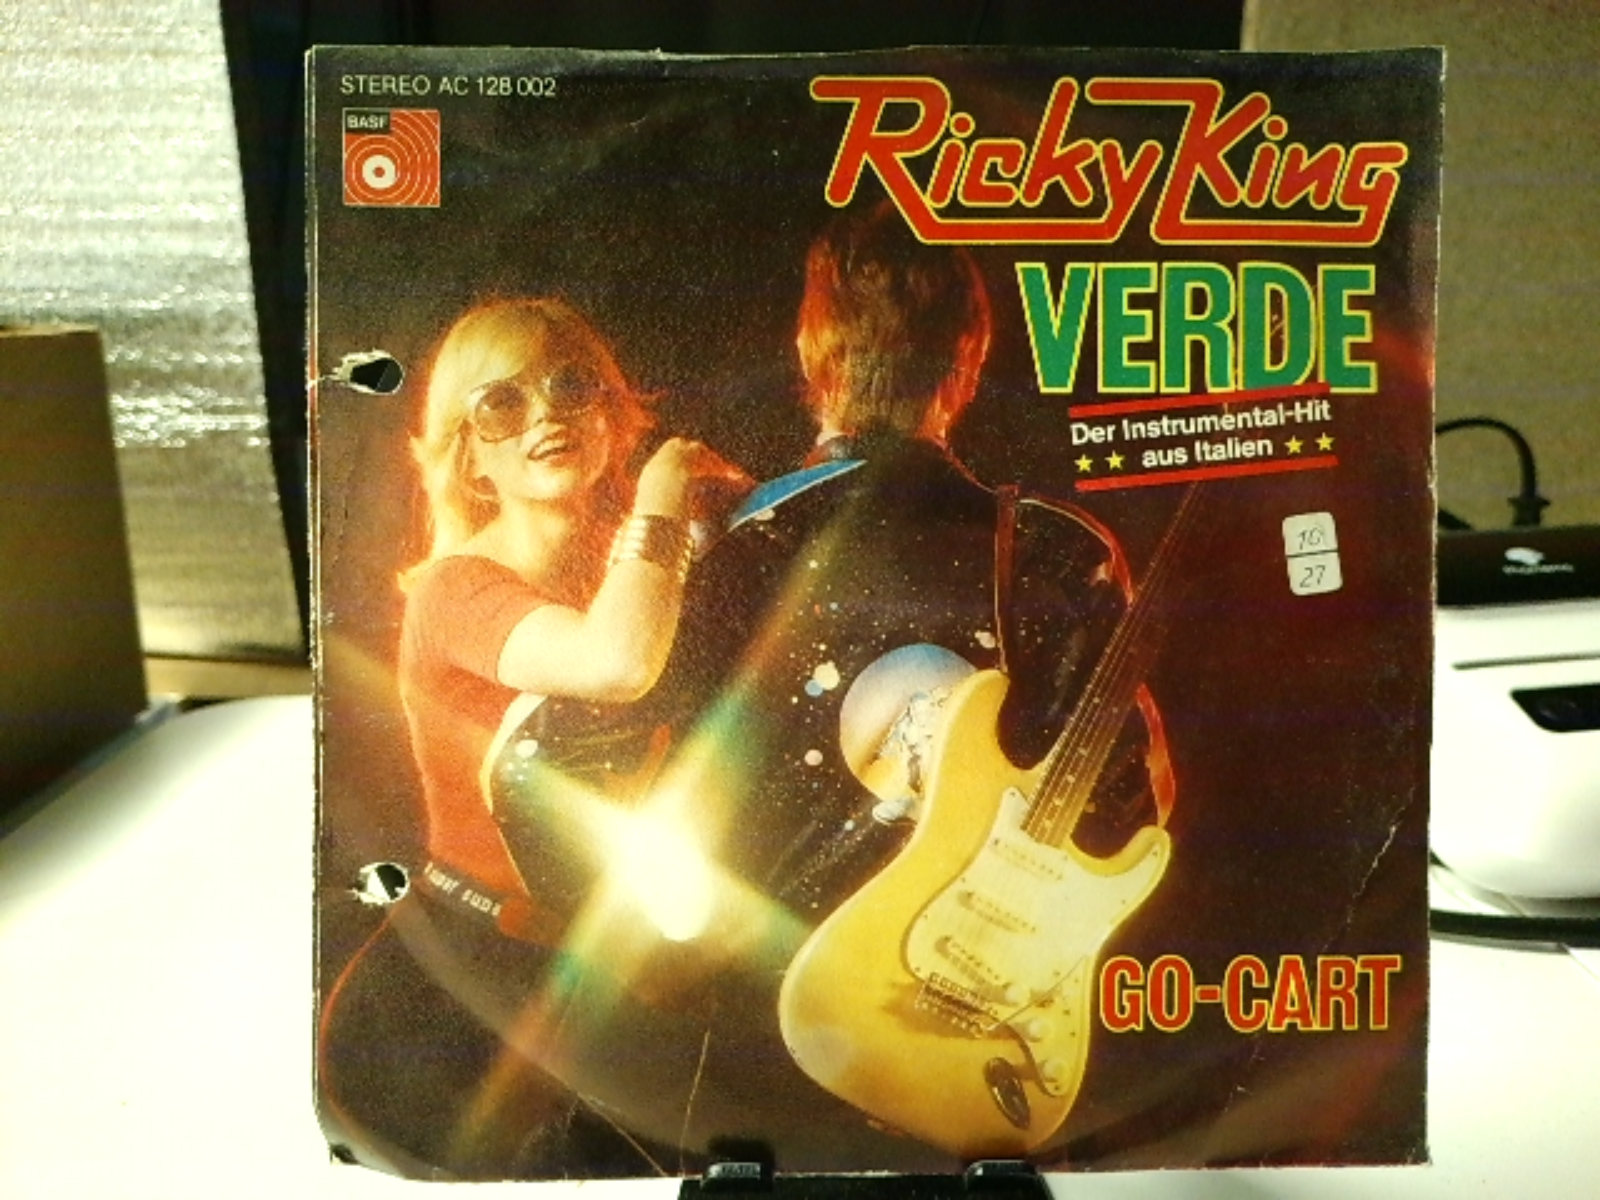 STEREO AC 128 002
BASF
Ricky King
VERDE
Der Instrumental-Hit
aus Italien
10
27
GO-CART